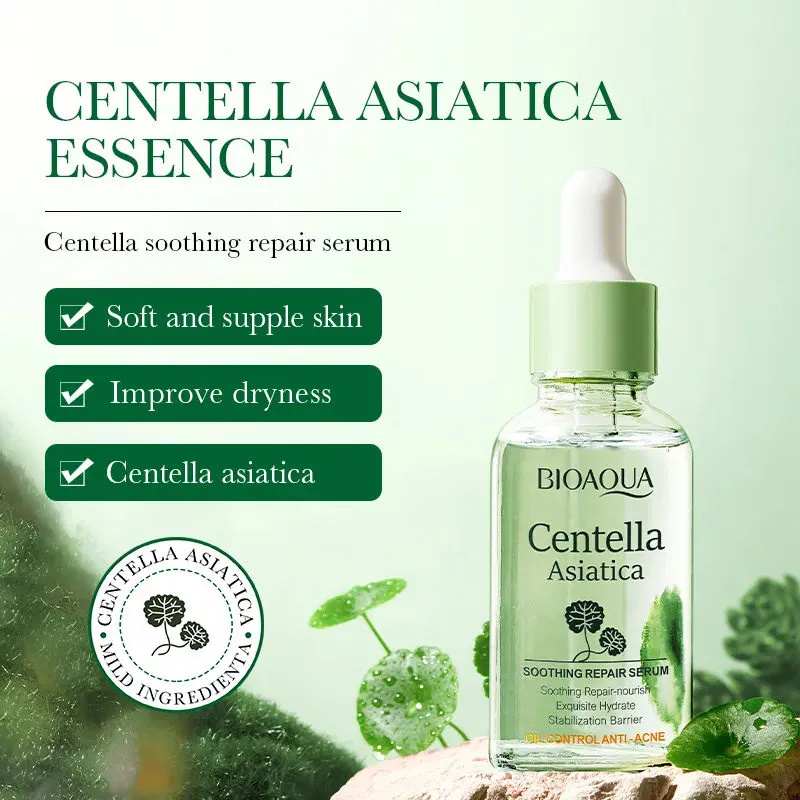 CENTELLA ASIATICA
ESSENCE
Centella soothing repair serum
Soft and supple skin
Improve dryness
Centella asiatica
CENTELLA ASIATICA
MILD INGREDIENTA
BIOAQUA
Centella
Asiatica
SOOTHING REPAIR SERUM
Soothing Repair-nourish
Exquisite Hydrate
Stabilization Barrier
OIL-CONTROL ANTI-ACNE